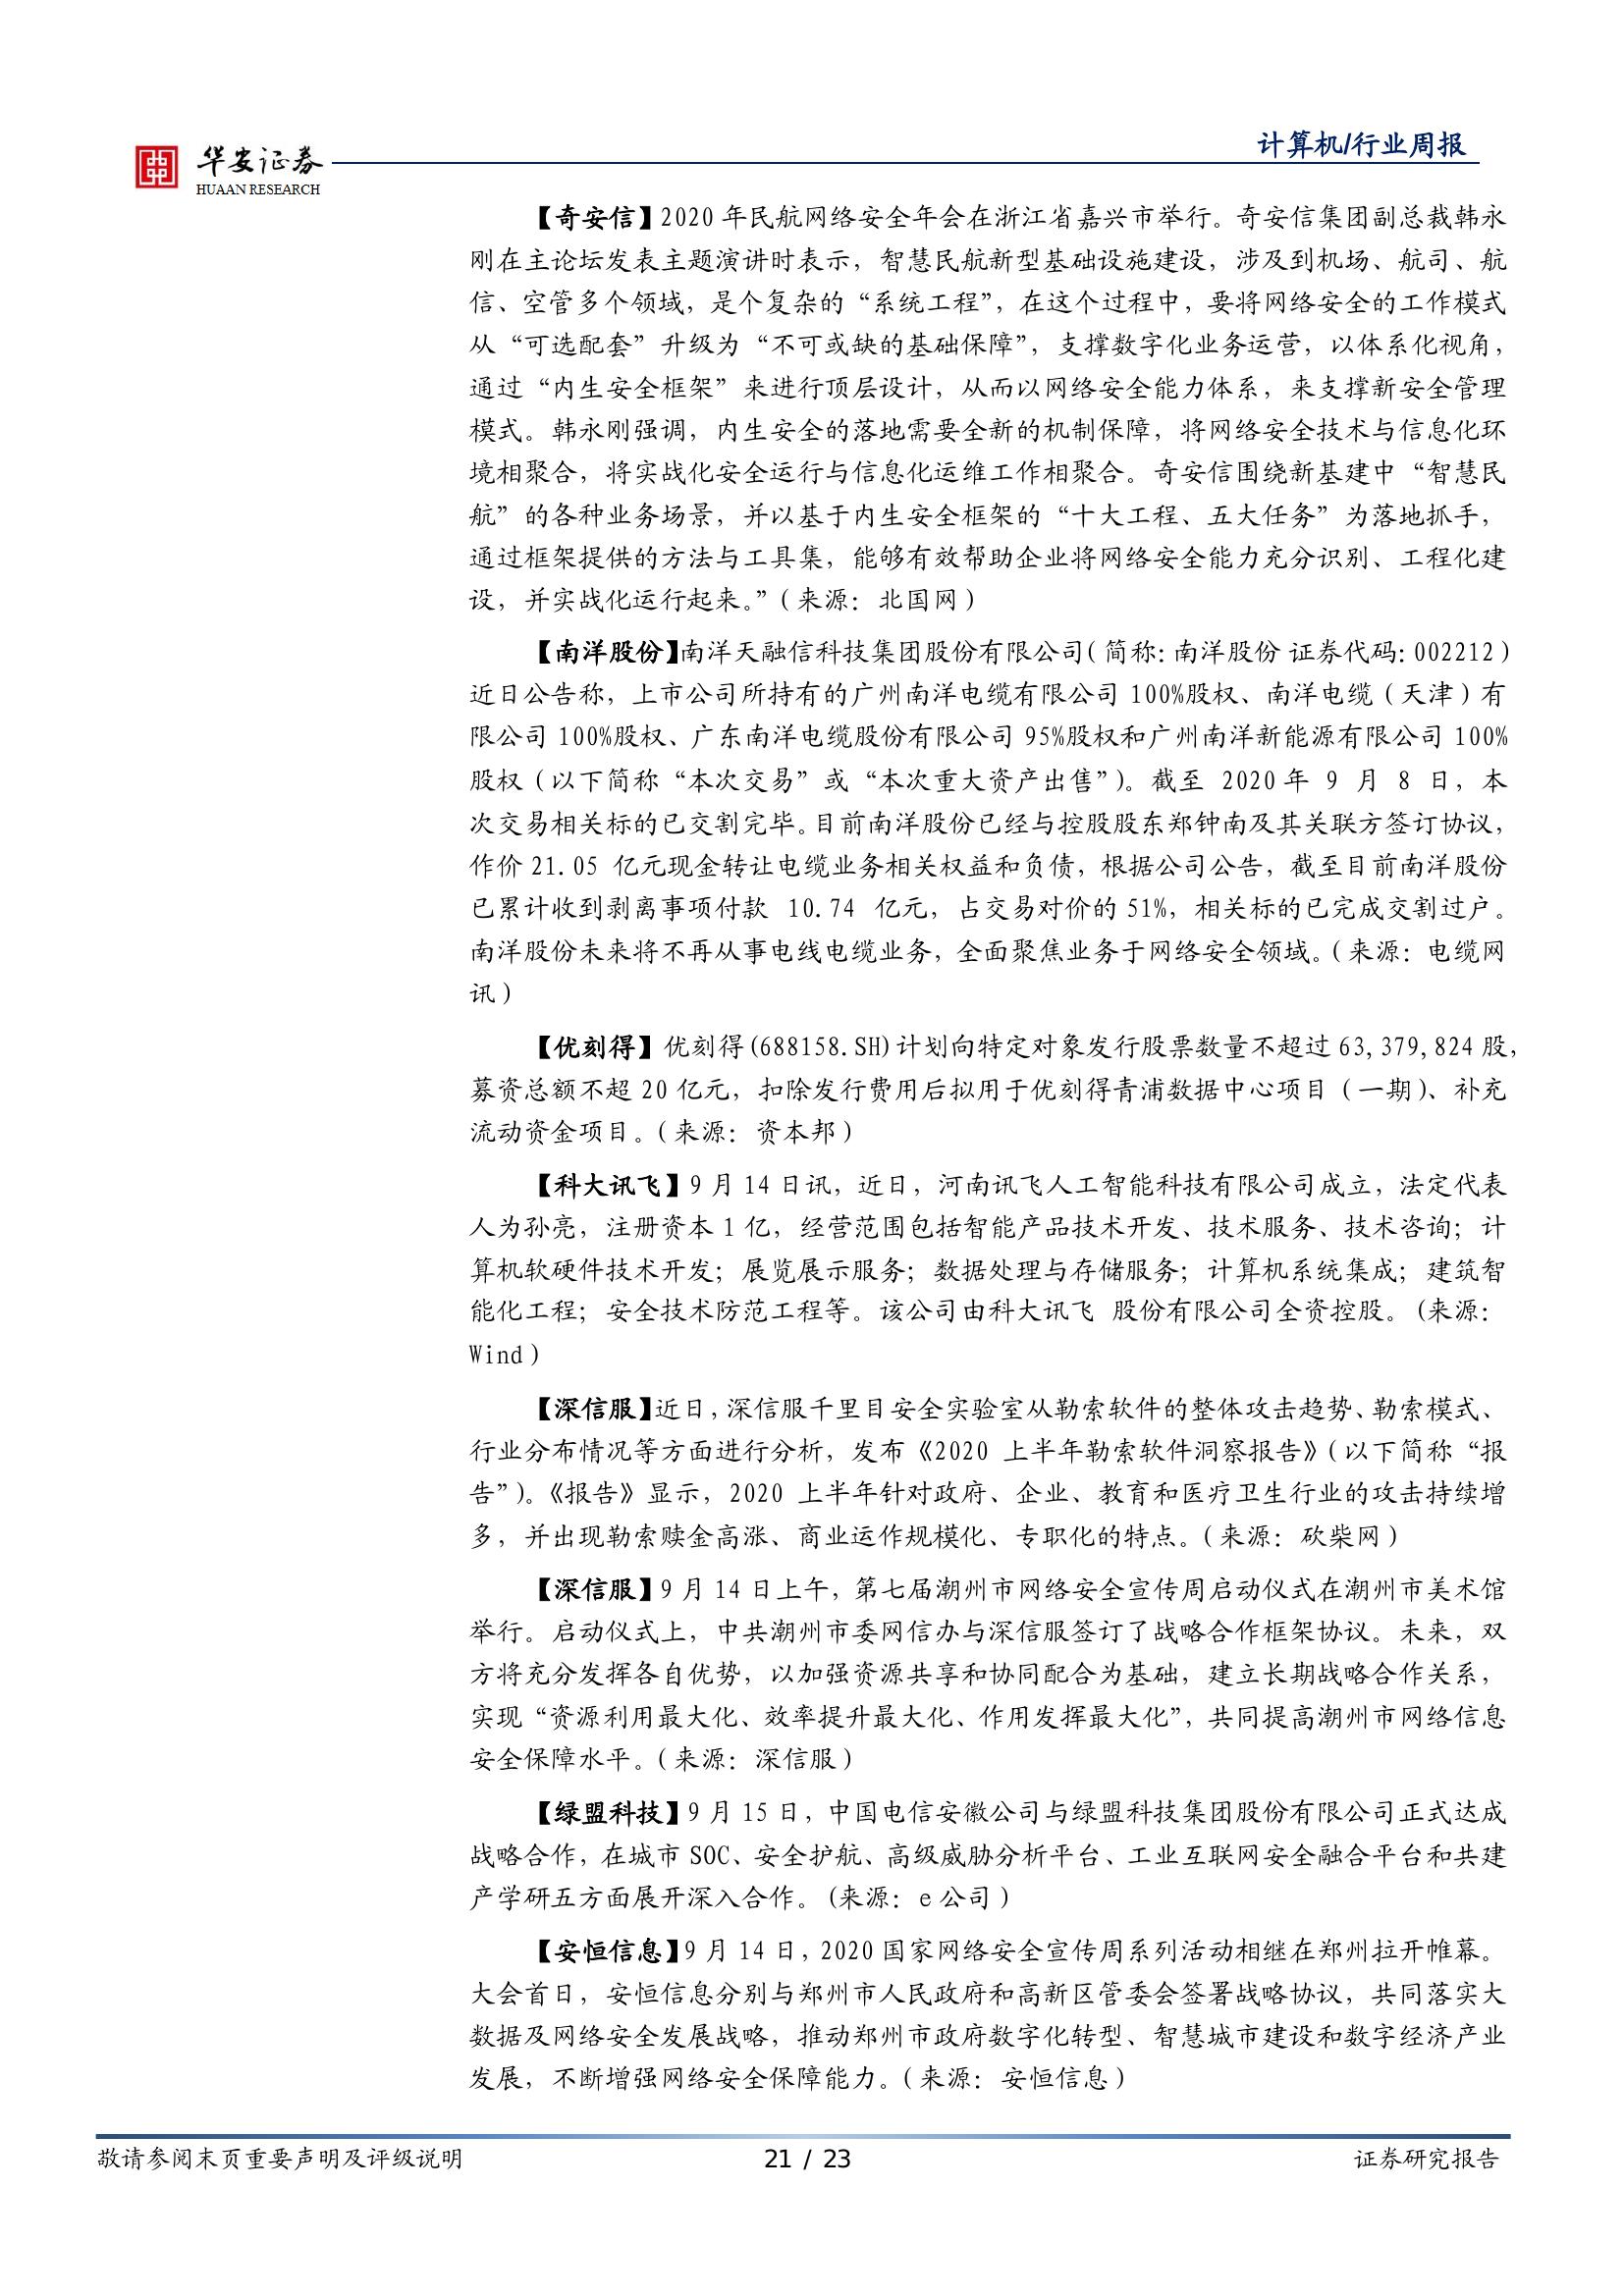 华安证券
HUAAN RESEARCH
计算机/行业周报
【奇安信】2020 年民航网络安全年会在浙江省嘉兴市举行。奇安信集团副总裁韩永
刚在主论坛发表主题演讲时表示，智慧民航新型基础设施建设，涉及到机场、航司、航
信、空管多个领域，是个复杂的“系统工程”，在这个过程中，要将网络安全的工作模式
从“可选配套”升级为“不可或缺的基础保障”，支撑数字化业务运营，以体系化视角，
通过“内生安全框架”来进行顶层设计，从而以网络安全能力体系，来支撑新安全管理
模式。韩永刚强调，内生安全的落地需要全新的机制保障，将网络安全技术与信息化环
境相聚合，将实战化安全运行与信息化运维工作相聚合。奇安信围绕新基建中“智慧民
航”的各种业务场景，并以基于内生安全框架的“十大工程、五大任务”为落地抓手，
通过框架提供的方法与工具集，能够有效帮助企业将网络安全能力充分识别、工程化建
设，并实战化运行起来。”（来源：北国网）
【南洋股份】南洋天融信科技集团股份有限公司（简称：南洋股份 证券代码：002212）
近日公告称，上市公司所持有的广州南洋电缆有限公司 100%股权、南洋电缆（天津）有
限公司 100%股权、广东南洋电缆股份有限公司 95%股权和广州南洋新能源有限公司 100%
股权（以下简称“本次交易”或“本次重大资产出售”）。截至 2020 年 9 月 8 日，本
次交易相关标的已交割完毕。目前南洋股份已经与控股股东郑钟南及其关联方签订协议，
作价 21.05 亿元现金转让电缆业务相关权益和负债，根据公司公告，截至目前南洋股份
已累计收到剥离事项付款 10.74 亿元，占交易对价的 51%，相关标的已完成交割过户。
南洋股份未来将不再从事电线电缆业务，全面聚焦业务于网络安全领域。（来源：电缆网
讯）
【优刻得】优刻得(688158.SH)计划向特定对象发行股票数量不超过 63,379,824 股，
募资总额不超 20 亿元，扣除发行费用后拟用于优刻得青浦数据中心项目（一期）、补充
流动资金项目。（来源：资本邦）
【科大讯飞】9 月 14 日讯，近日，河南讯飞人工智能科技有限公司成立，法定代表
人为孙亮，注册资本 1 亿，经营范围包括智能产品技术开发、技术服务、技术咨询；计
算机软硬件技术开发；展览展示服务；数据处理与存储服务；计算机系统集成；建筑智
能化工程；安全技术防范工程等。该公司由科大讯飞 股份有限公司全资控股。(来源：
Wind）
【深信服】近日，深信服千里目安全实验室从勒索软件的整体攻击趋势、勒索模式、
行业分布情况等方面进行分析，发布《2020 上半年勒索软件洞察报告》（以下简称“报
告”）。《报告》显示，2020 上半年针对政府、企业、教育和医疗卫生行业的攻击持续增
多，并出现勒索赎金高涨、商业运作规模化、专职化的特点。（来源：砍柴网）
【深信服】9 月 14 日上午，第七届潮州市网络安全宣传周启动仪式在潮州市美术馆
举行。启动仪式上，中共潮州市委网信办与深信服签订了战略合作框架协议。未来，双
方将充分发挥各自优势，以加强资源共享和协同配合为基础，建立长期战略合作关系，
实现“资源利用最大化、效率提升最大化、作用发挥最大化”，共同提高潮州市网络信息
安全保障水平。（来源：深信服）
【绿盟科技】9 月 15 日，中国电信安徽公司与绿盟科技集团股份有限公司正式达成
战略合作，在城市 SOC、安全护航、高级威胁分析平台、工业互联网安全融合平台和共建
产学研五方面展开深入合作。(来源：e 公司）
【安恒信息】9 月 14 日，2020 国家网络安全宣传周系列活动相继在郑州拉开帷幕。
大会首日，安恒信息分别与郑州市人民政府和高新区管委会签署战略协议，共同落实大
数据及网络安全发展战略，推动郑州市政府数字化转型、智慧城市建设和数字经济产业
发展，不断增强网络安全保障能力。（来源：安恒信息）
敬请参阅末页重要声明及评级说明
21 / 23
证券研究报告